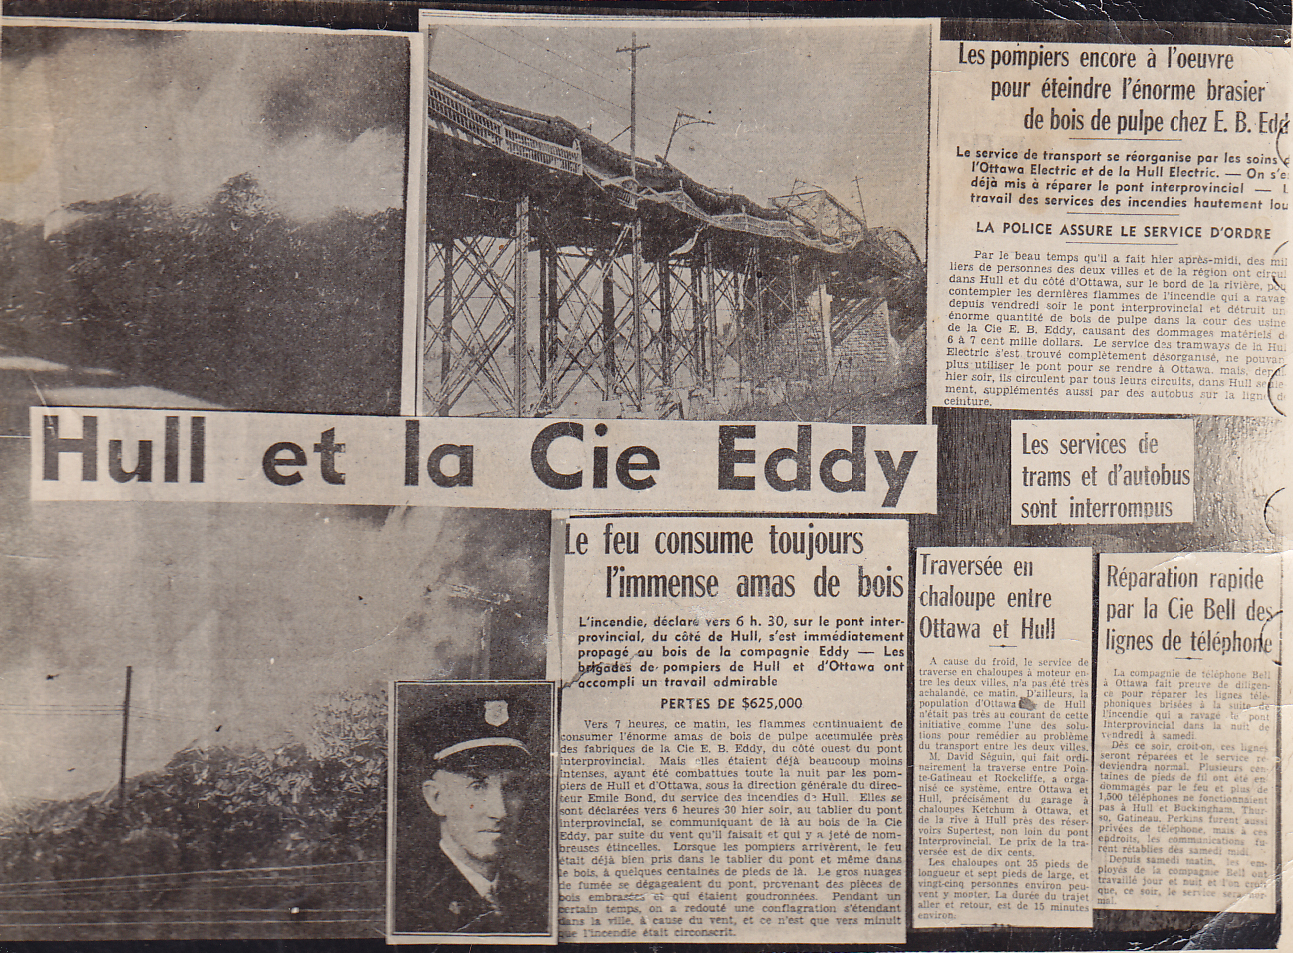 Les pompiers encore à l'oeuvre
pour éteindre l'énorme brasier
de bois de pulpe chez E. B. Edd
Le service de transport se réorganise par les soins
l'Ottawa Electric et de la Hull Electric. — On s'e
déjà mis à réparer le pont interprovincial — L
travail des services des incendies hautement lou
LA POLICE ASSURE LE SERVICE D'ORDRE
Par le beau temps qu'il a fait hier après-midi, des mil
liers de personnes des deux villes et de la région ont circul
dans Hull et du côté d'Ottawa, sur le bord de la rivière, pou
contempler les dernières flammes de l'incendie qui a ravag
depuis vendredi soir le pont interprovincial et détruit un
énorme quantité de bois de pulpe dans la cour des usine
de la Cie E. B. Eddy, causant des dommages matériels d
6 à 7 cent mille dollars. Le service des tramways de la Hul
Electric s'est trouvé complètement désorganisé, ne pouvan
plus utiliser le pont pour se rendre à Ottawa, mais, depui
hier soir, ils circulent par tous leurs circuits, dans Hull seule
ment, supplémentés aussi par des autobus sur la ligne de
ceinture.
Hull et la Cie Eddy
Les services de
trams et d'autobus
sont interrompus
Le feu consume toujours
l'immense amas de bois
L'incendie, déclaré vers 6 h. 30, sur le pont inter-
provincial, du côté de Hull, s'est immédiatement
propagé au bois de la compagnie Eddy — Les
brigades de pompiers de Hull et d'Ottawa ont
accompli un travail admirable
PERTES DE $625,000
Vers 7 heures, ce matin, les flammes continuaient de
consumer l'énorme amas de bois de pulpe accumulée près
des fabriques de la Cie E. B. Eddy, du côté ouest du pont
Interprovincial. Mais elles étaient déjà beaucoup moins
intenses, ayant été combattues toute la nuit par les pom-
piers de Hull et d'Ottawa, sous la direction générale du direc-
teur Emile Bond, du service des incendies de Hull. Elles se
sont déclarées vers 6 heures 30 hier soir, au tablier du pont
interprovincial, se communiquant de là au bois de la Cie
Eddy, par suite du vent qu'il faisait et qui y a jeté de nom-
breuses étincelles. Lorsque les pompiers arrivèrent, le feu
était déjà bien pris dans le tablier du pont et même dans
le bois, à quelques centaines de pieds de là. Le gros nuages
de fumée se dégageaient du pont, provenant des pièces de
bois embrasées et qui étaient goudronnées. Pendant un
certain temps, on a redouté une conflagration s'étendant
dans la ville, à cause du vent, et ce n'est que vers minuit
que l'incendie était circonscrit.
Traversée en
chaloupe entre
Ottawa et Hull
A cause du froid, le service de
traverse en chaloupes à moteur en-
tre les deux villes, n'a pas été très
achalandé, ce matin. D'ailleurs, la
population d'Ottawa de Hull
n'était pas très au courant de cette
initiative comme l'une des solu-
tions pour remédier au problème
du transport entre les deux villes.
M. David Séguin, qui fait ordi-
nairement la traverse entre Poin-
te-Gatineau et Rockcliffe, a orga-
nisé ce système, entre Ottawa et
Hull, précisément du garage à
chaloupes Ketchum à Ottawa, et
de la rive à Hull près des réser-
voirs Supertest, non loin du pont
Interprovincial. Le prix de la tra-
versée est de dix cents.
Les chaloupes ont 35 pieds de
longueur et sept pieds de large, et
vingt-cinq personnes environ peu-
vent y monter. La durée du trajet
aller et retour, est de 15 minutes
environ.
Réparation rapide
par la Cie Bell des
lignes de téléphone
La compagnie de téléphone Bell
à Ottawa fait preuve de diligen-
ce pour réparer les lignes télé-
phoniques brisées à la suite de
l'incendie qui a ravagé le pont
Interprovincial dans la nuit de
vendredi à samedi.
Dès ce soir, croit-on, ces lignes
seront réparées et le service re-
deviendra normal. Plusieurs cen-
taines de pieds de fil ont été en-
dommagés par le feu et plus de
1,500 téléphones ne fonctionnaient
pas à Hull et Buckingham, Thur-
so, Gatineau, Perkins furent aussi
privées de téléphone, mais à ces
endroits, les communications fu-
rent rétablies dès samedi midi.
Depuis samedi matin, les em-
ployés de la compagnie Bell ont
travaillé jour et nuit et l'on croit
que, ce soir, le service sera nor-
mal.